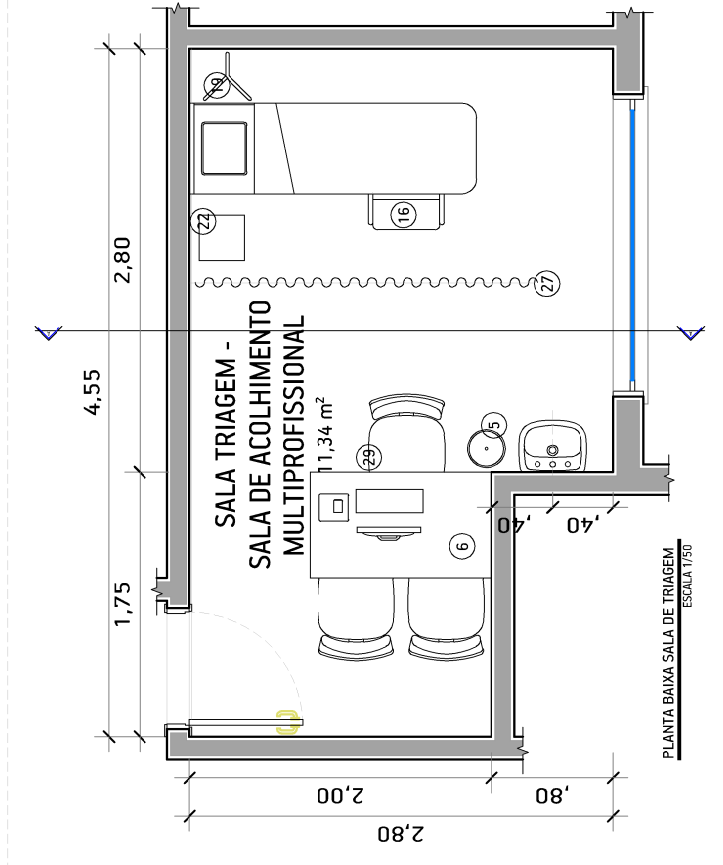 SALA TRIAGEM -
SALA DE ACOLHIMENTO
MULTIPROFISSIONAL
11,34 m²
19
22
16
27
29
5
6
2,80
4,55
1,75
,40
,40
2,00
,80
2,80
PLANTA BAIXA SALA DE TRIAGEM
ESCALA 1/50